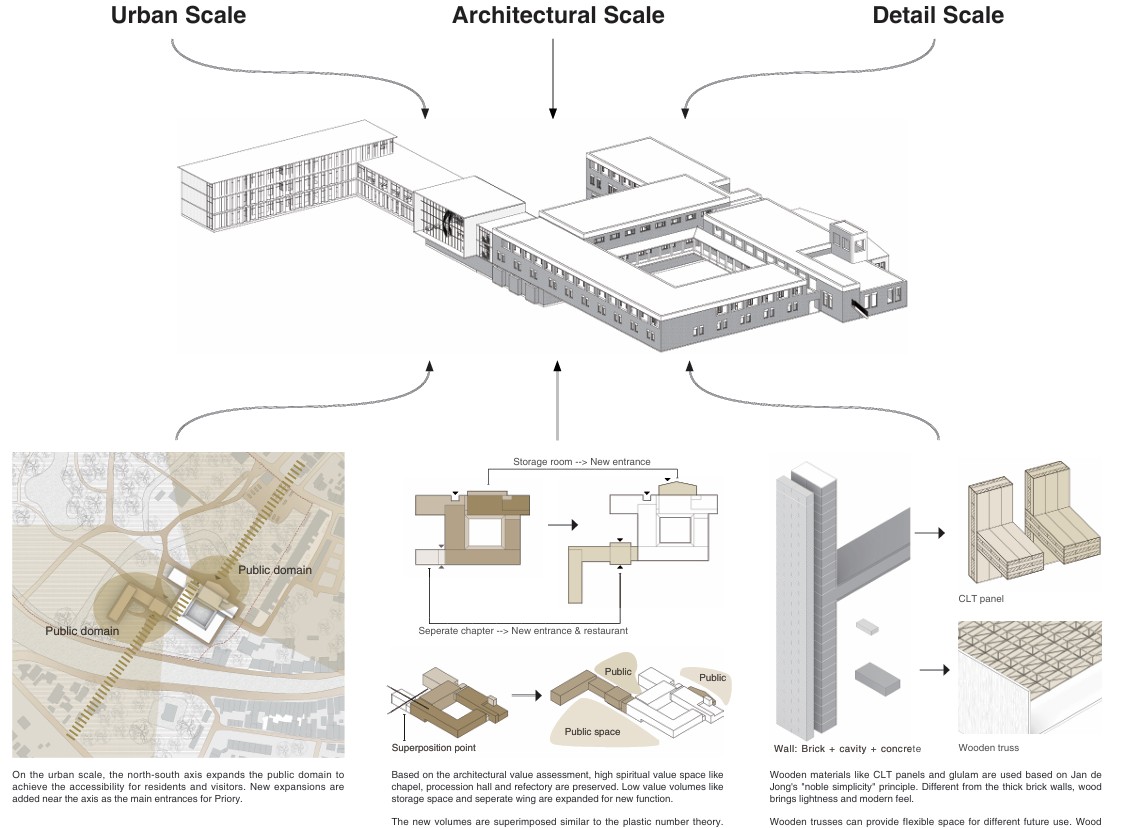 Urban Scale
Architectural Scale
Detail Scale
Storage room --> New entrance
Public domain
Public domain
Seperate chapter --> New entrance & restaurant
CLT panel
Public
Public
Public space
Superposition point
Wall: Brick + cavity + concrete
Wooden truss
On the urban scale, the north-south axis expands the public domain to
achieve the accessibility for residents and visitors. New expansions are
added near the axis as the main entrances for Priory.
Based on the architectural value assessment, high spiritual value space like
chapel, procession hall and refectory are preserved. Low value volumes like
storage space and seperate wing are expanded for new function.
The new volumes are superimposed similar to the plastic number theory.
Wooden materials like CLT panels and glulam are used based on Jan de
Jong's "noble simplicity" principle. Different from the thick brick walls, wood
brings lightness and modern feel.
Wooden trusses can provide flexible space for different future use. Wood